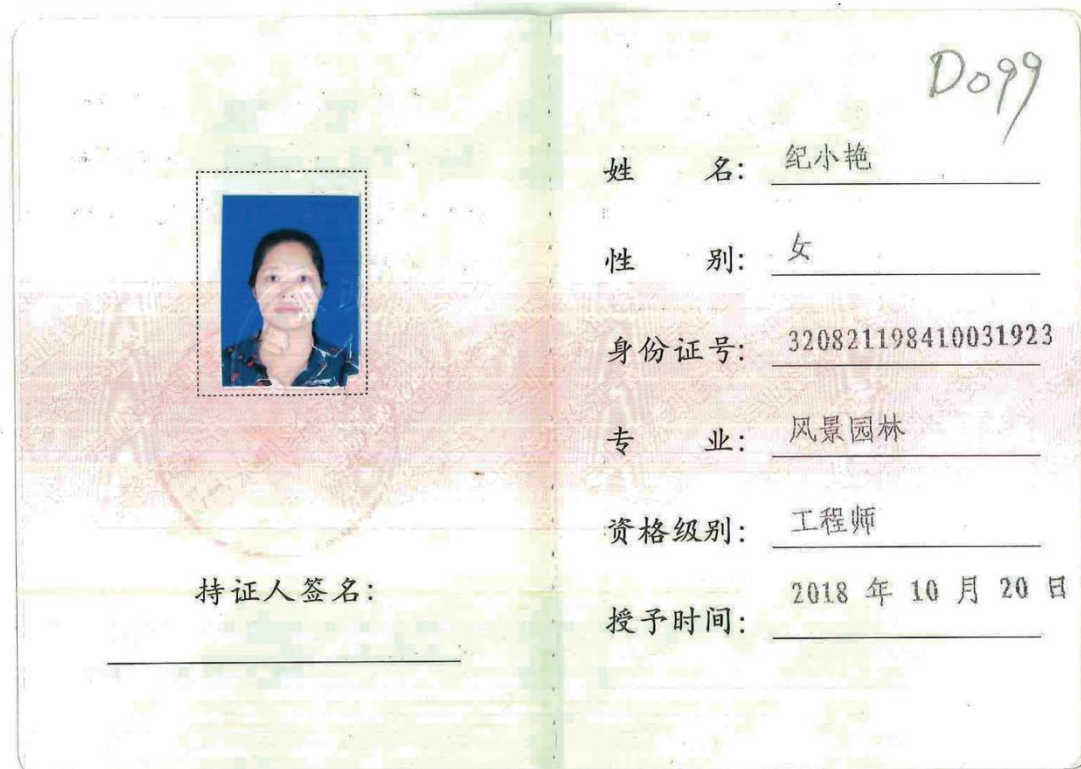 D099
姓 名: 纪小艳
性 别: 女
身份证号: 320821198410031923
专 业: 风景园林
资格级别: 工程师
授予时间: 2018 年 10 月 20 日
持证人签名: